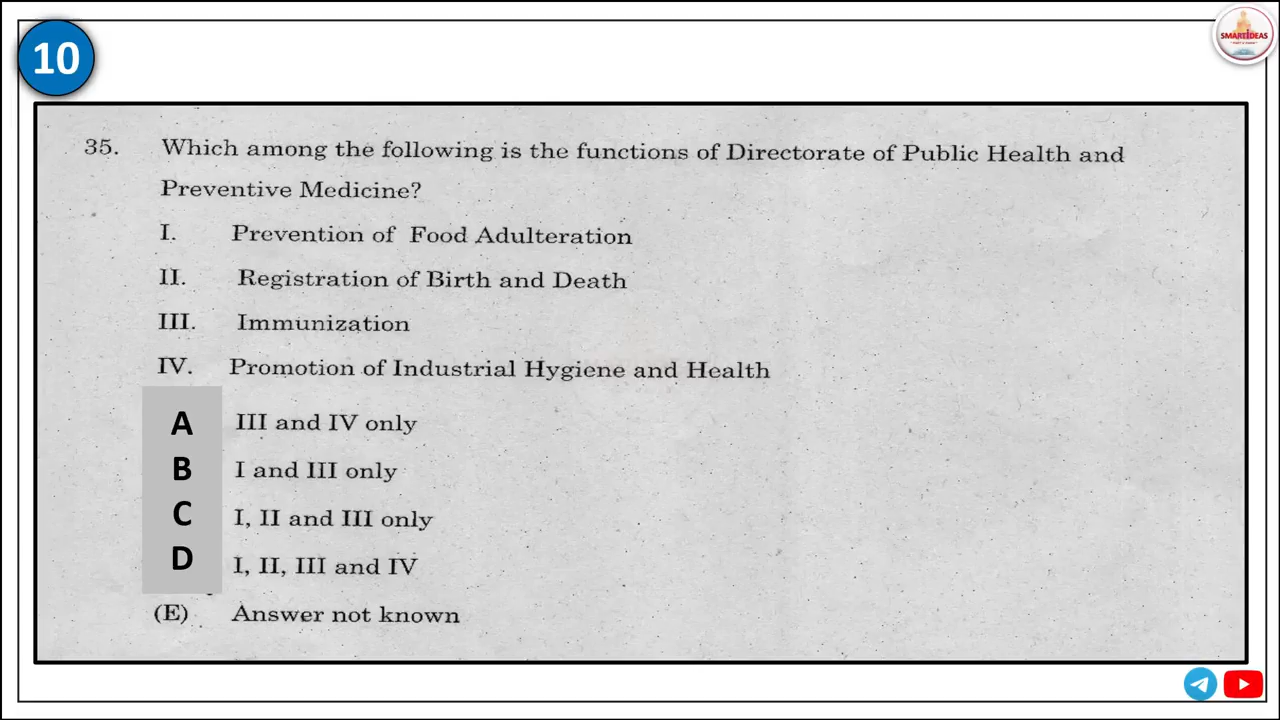 10
SMARTIDEAS
35. Which among the following is the functions of Directorate of Public Health and
Preventive Medicine?
I. Prevention of Food Adulteration
II. Registration of Birth and Death
III. Immunization
IV. Promotion of Industrial Hygiene and Health
A III and IV only
B I and III only
C I, II and III only
D I, II, III and IV
(E) Answer not known